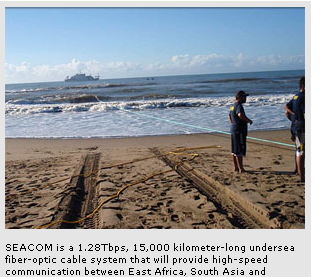 SEACOM is a 1.28Tbps, 15,000 kilometer-long undersea
fiber-optic cable system that will provide high-speed
communication between East Africa, South Asia and